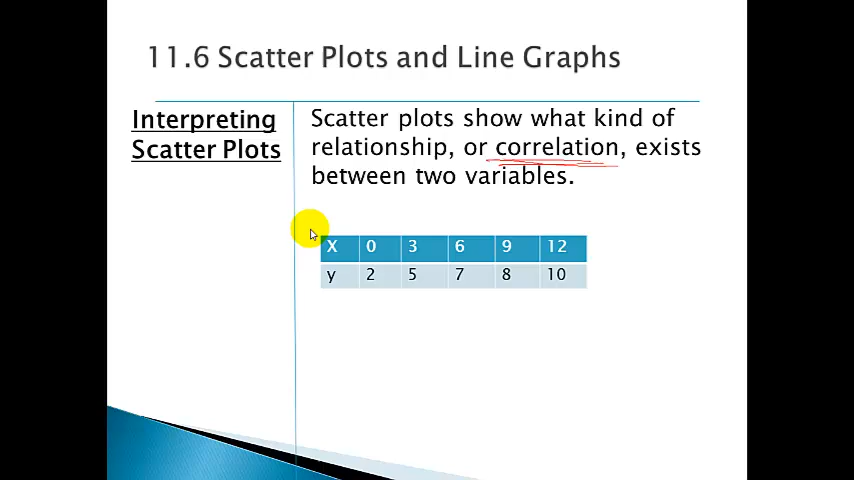 11.6 Scatter Plots and Line Graphs
Interpreting
Scatter Plots
Scatter plots show what kind of
relationship, or correlation, exists
between two variables.
X 0 3 6 9 12
y 2 5 7 8 10